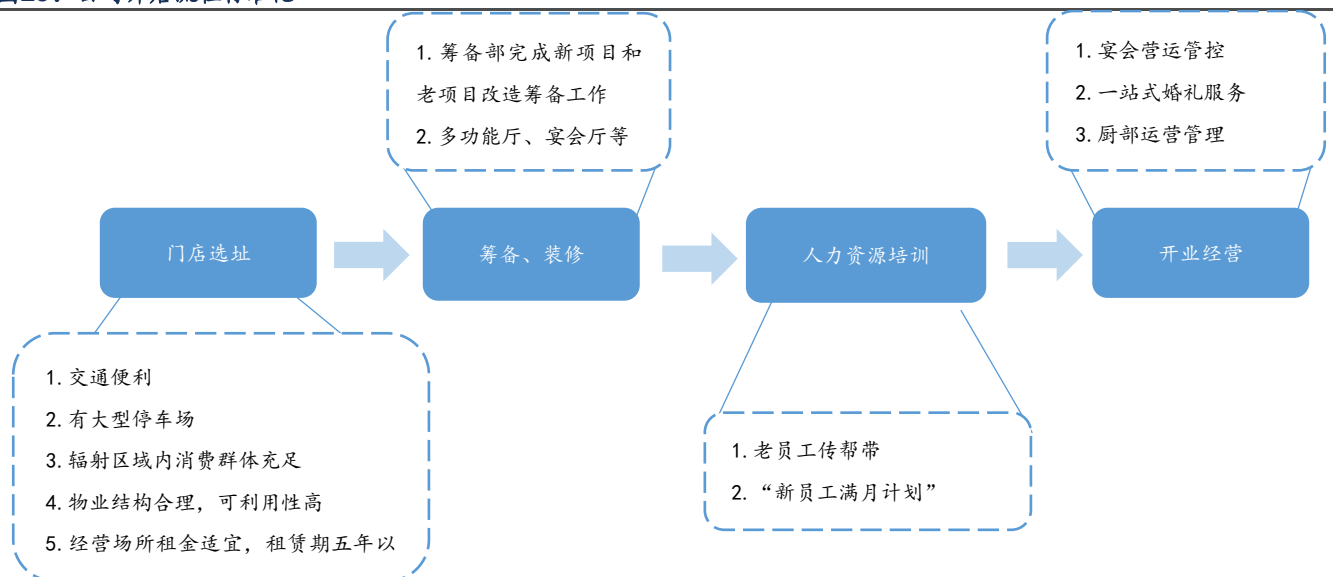 1.筹备部完成新项目和
老项目改造筹备工作
2.多功能厅、宴会厅等
1.宴会营运管控
2.一站式婚礼服务
3.厨部运营管理
门店选址
筹备、装修
人力资源培训
开业经营
1.交通便利
2.有大型停车场
3.辐射区域内消费群体充足
4.物业结构合理，可利用性高
5.经营场所租金适宜，租赁期五年以
1.老员工传帮带
2.“新员工满月计划”